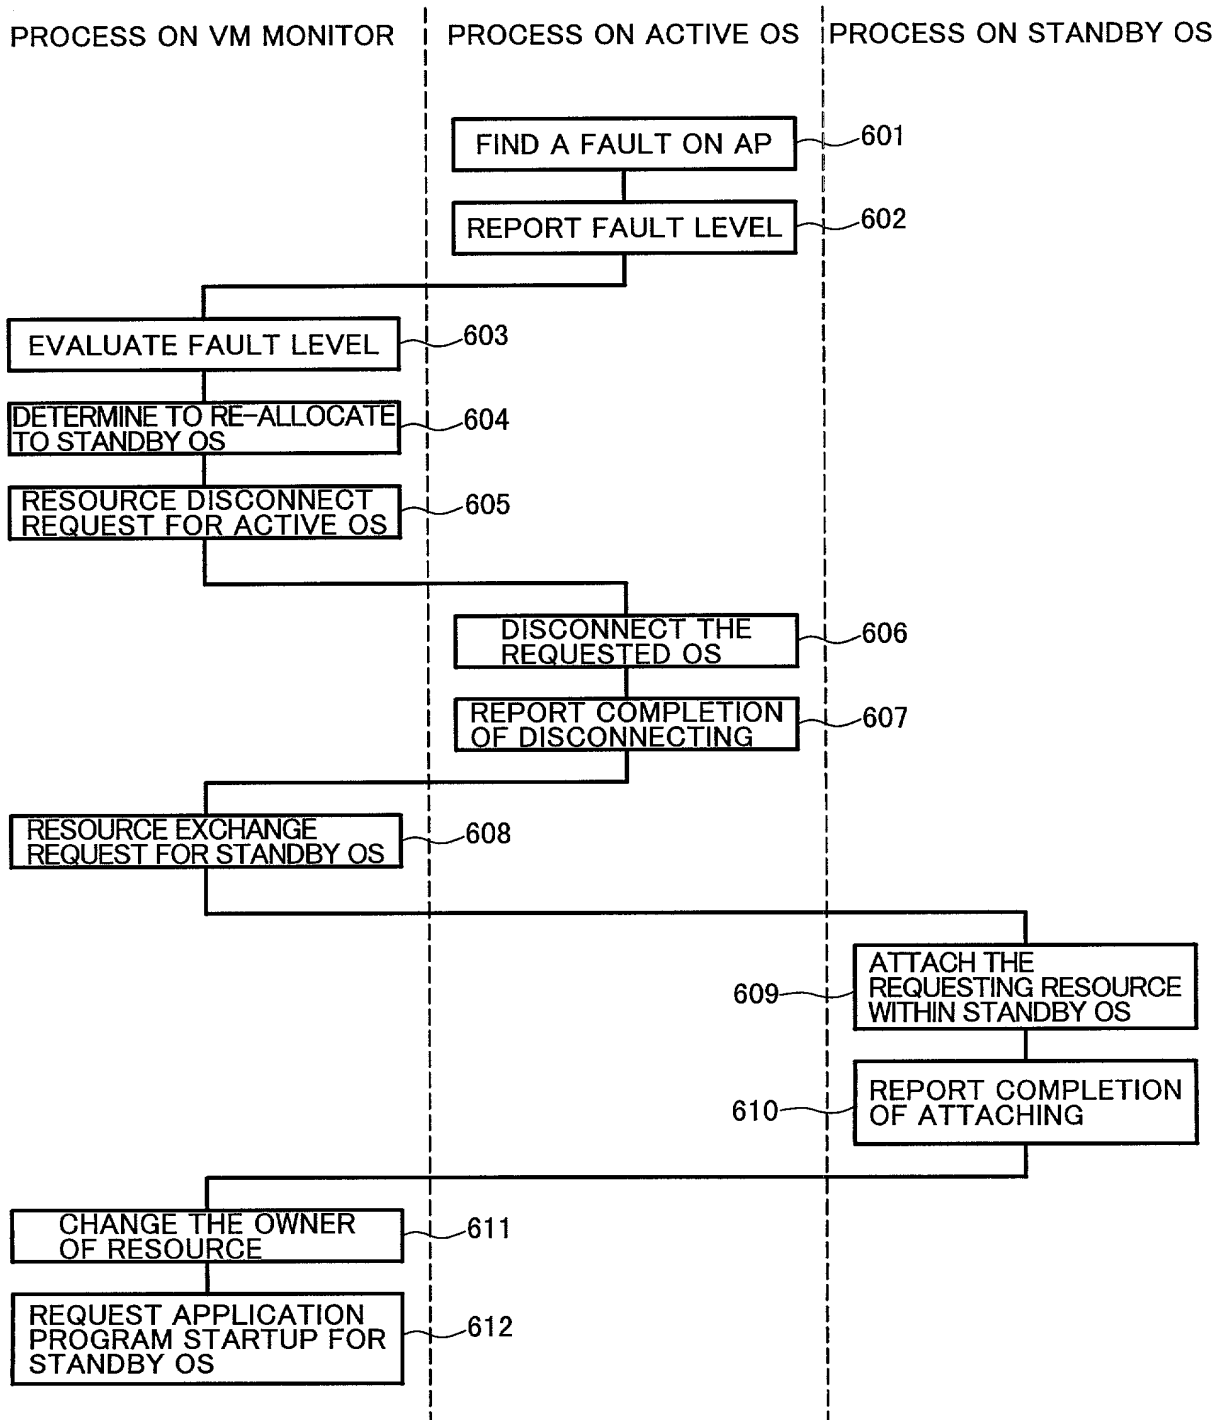 PROCESS ON VM MONITOR
PROCESS ON ACTIVE OS
PROCESS ON STANDBY OS
FIND A FAULT ON AP
601
REPORT FAULT LEVEL
602
EVALUATE FAULT LEVEL
603
DETERMINE TO RE-ALLOCATE
TO STANDBY OS
604
RESOURCE DISCONNECT
REQUEST FOR ACTIVE OS
605
DISCONNECT THE
REQUESTED OS
606
REPORT COMPLETION
OF DISCONNECTING
607
RESOURCE EXCHANGE
REQUEST FOR STANDBY OS
608
ATTACH THE
REQUESTING RESOURCE
WITHIN STANDBY OS
609
REPORT COMPLETION
OF ATTACHING
610
CHANGE THE OWNER
OF RESOURCE
611
REQUEST APPLICATION
PROGRAM STARTUP FOR
STANDBY OS
612